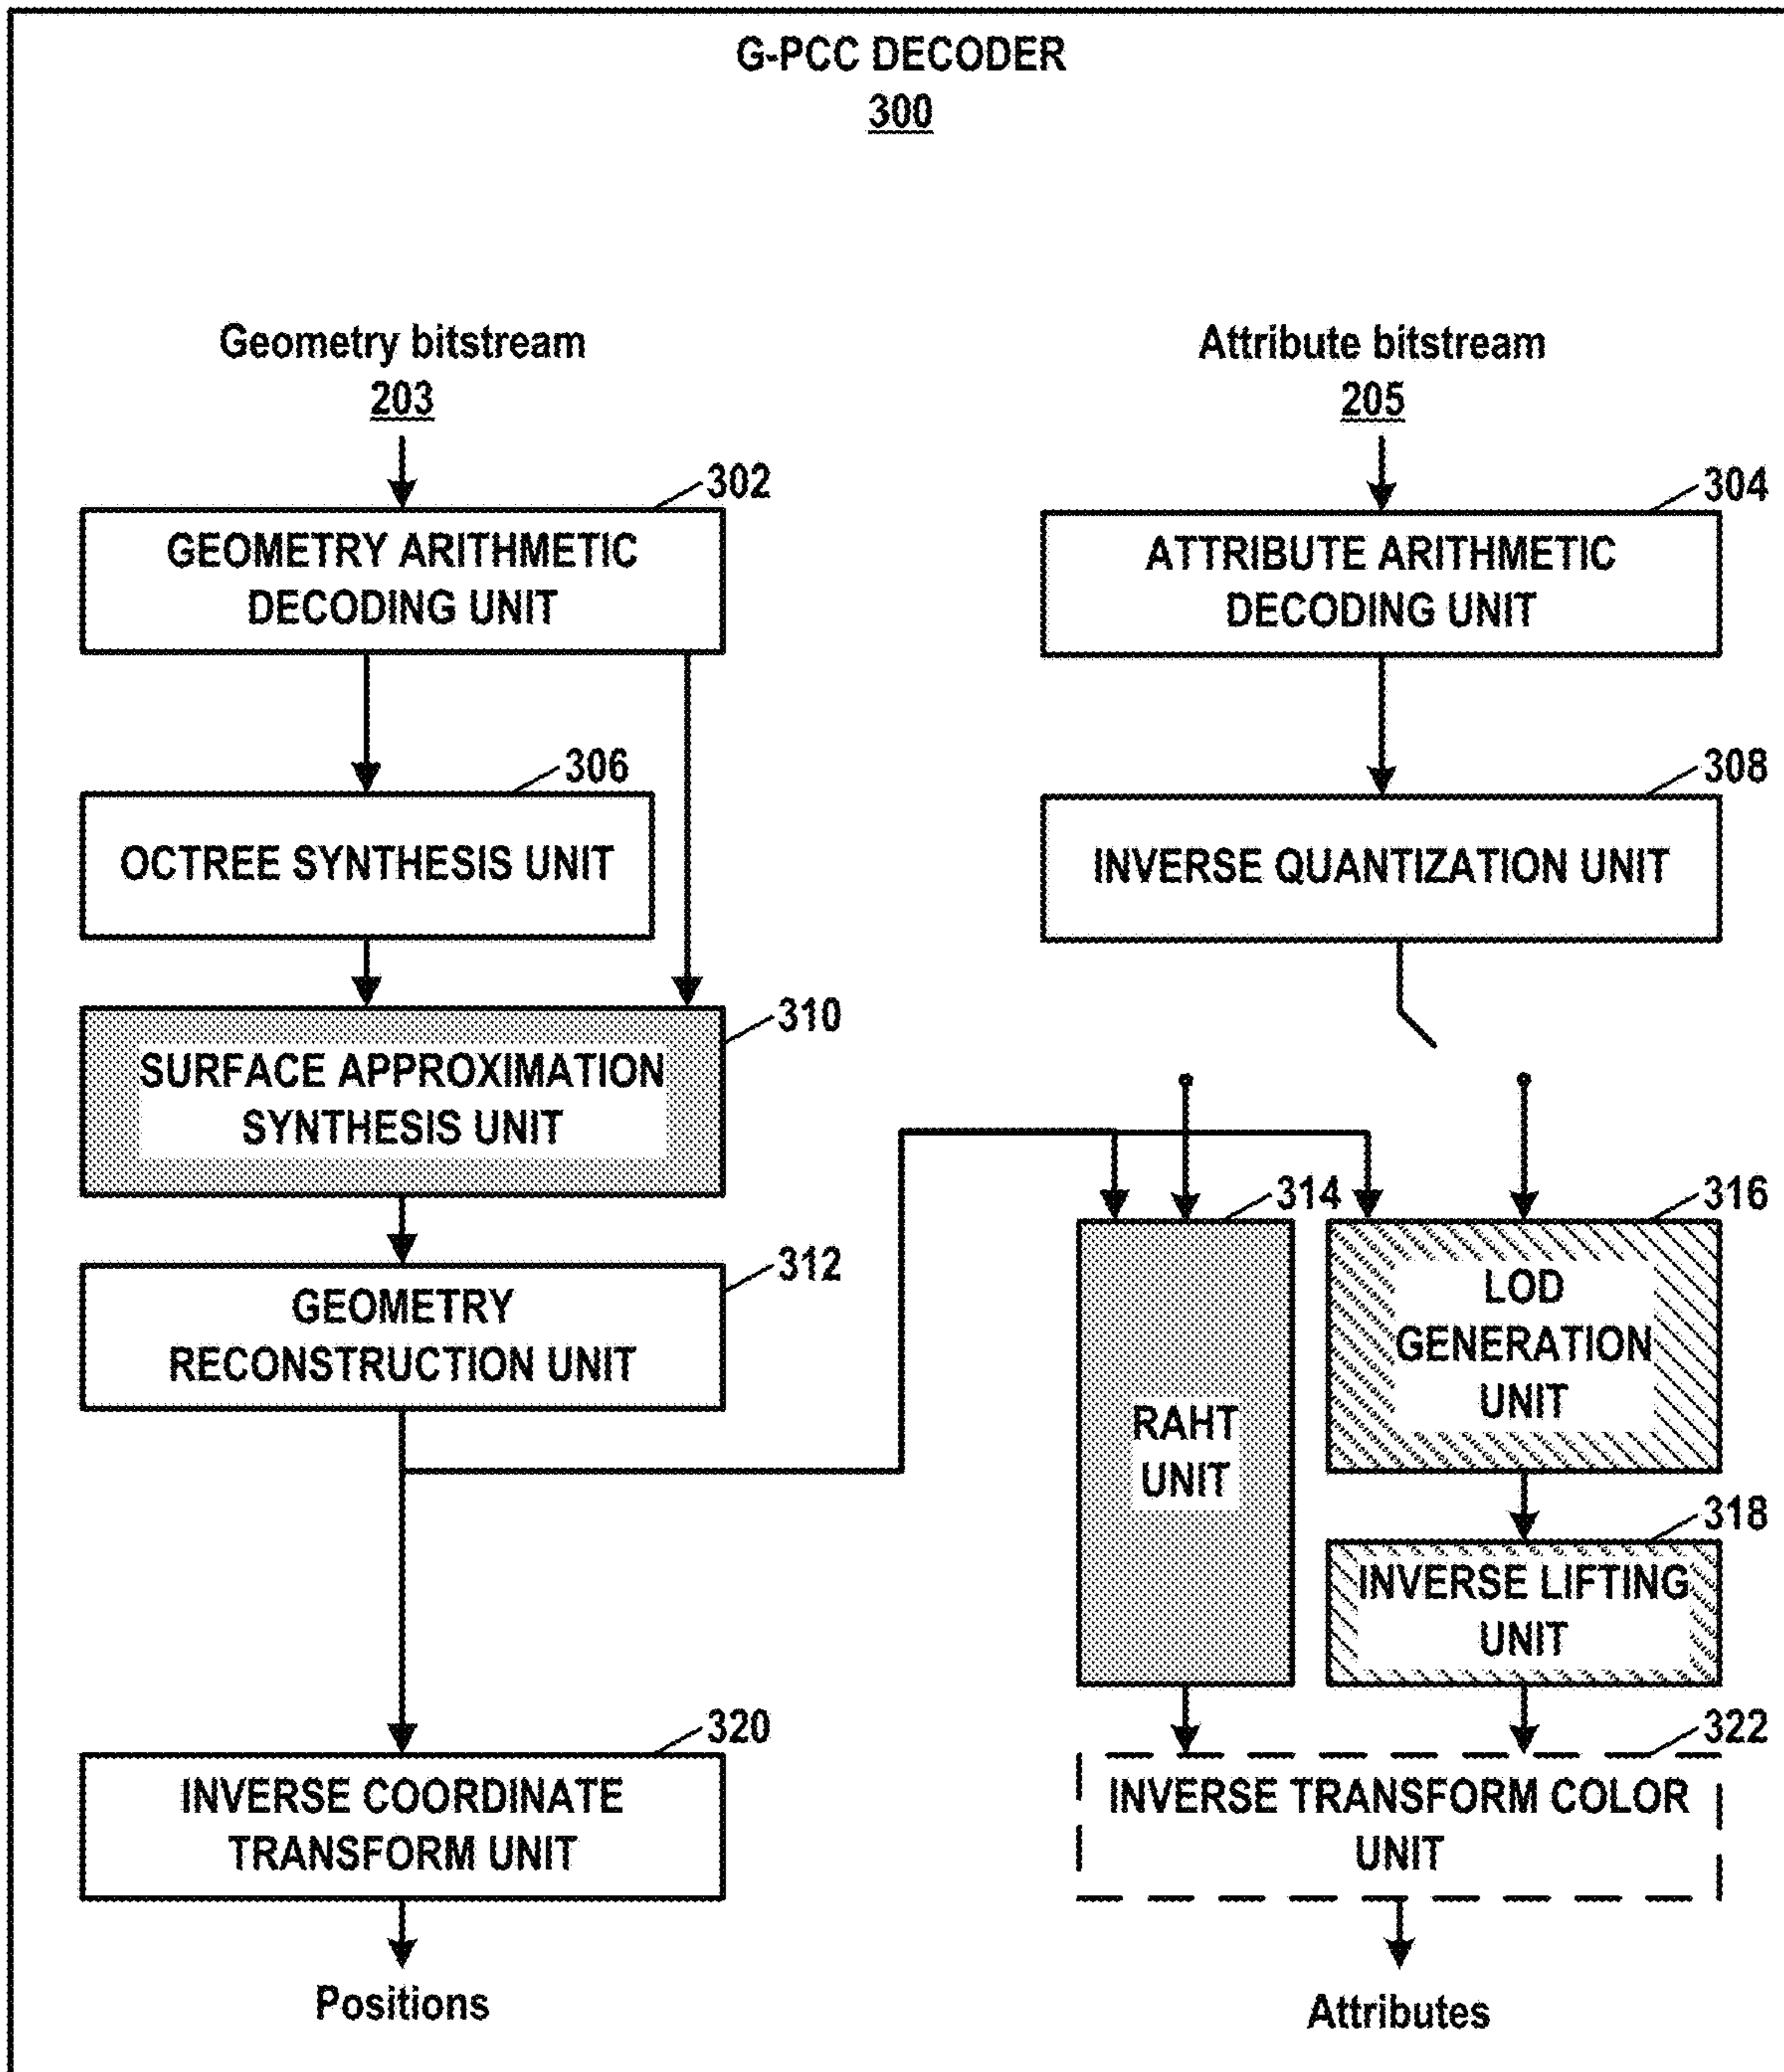 G-PCC DECODER
300
Geometry bitstream
203
Attribute bitstream
205
302
GEOMETRY ARITHMETIC
DECODING UNIT
304
ATTRIBUTE ARITHMETIC
DECODING UNIT
306
OCTREE SYNTHESIS UNIT
308
INVERSE QUANTIZATION UNIT
310
SURFACE APPROXIMATION
SYNTHESIS UNIT
312
GEOMETRY
RECONSTRUCTION UNIT
314
RAHT
UNIT
316
LOD
GENERATION
UNIT
318
INVERSE LIFTING
UNIT
320
INVERSE COORDINATE
TRANSFORM UNIT
322
INVERSE TRANSFORM COLOR
UNIT
Positions
Attributes